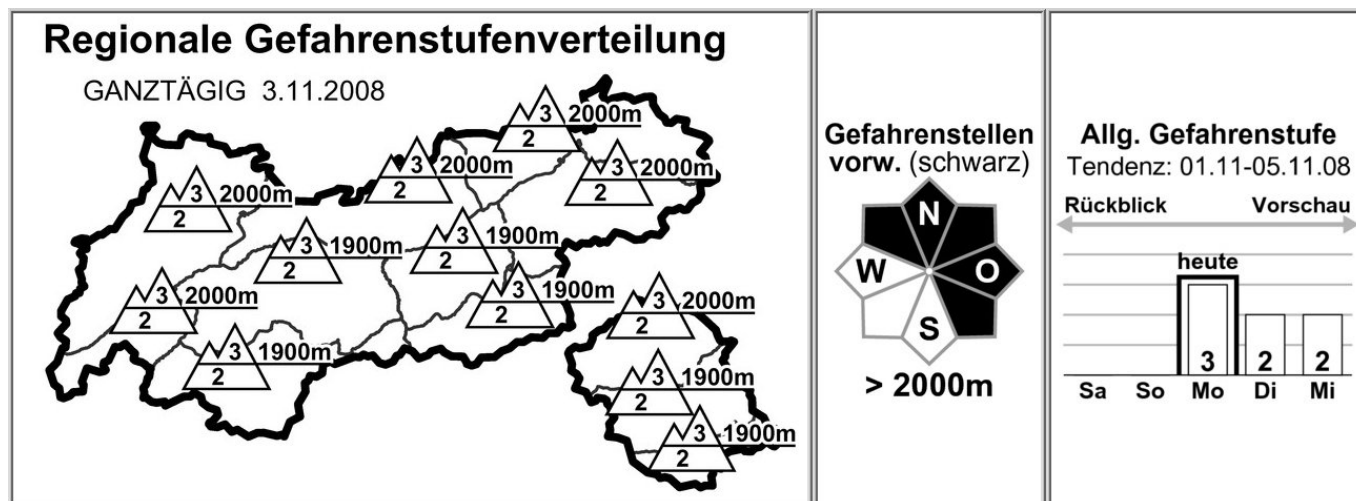 Regionale Gefahrenstufenverteilung
GANZTÄGIG 3.11.2008
3 2000m
2
3 2000m
2
3 2000m
2
3 2000m
2
3 1900m
2
3 1900m
2
3 2000m
2
3 1900m
2
3 2000m
2
3 1900m
2
3 1900m
2
3 1900m
2
Gefahrenstellen
vorw. (schwarz)
N
W O
S
> 2000m
Allg. Gefahrenstufe
Tendenz: 01.11-05.11.08
Rückblick Vorschau
heute
3 2 2
Sa So Mo Di Mi